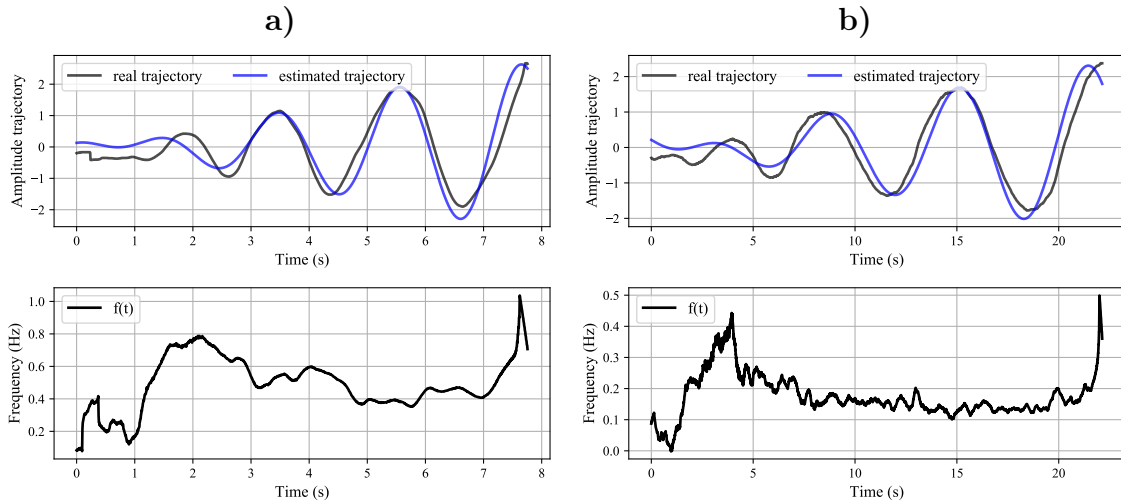 a)
real trajectory
estimated trajectory
Amplitude trajectory
2
1
0
−1
−2
0 1 2 3 4 5 6 7 8
Time (s)
f(t)
Frequency (Hz)
1.0
0.8
0.6
0.4
0.2
0 1 2 3 4 5 6 7 8
Time (s)
b)
real trajectory
estimated trajectory
Amplitude trajectory
2
1
0
−1
−2
0 5 10 15 20
Time (s)
f(t)
Frequency (Hz)
0.5
0.4
0.3
0.2
0.1
0.0
0 5 10 15 20
Time (s)